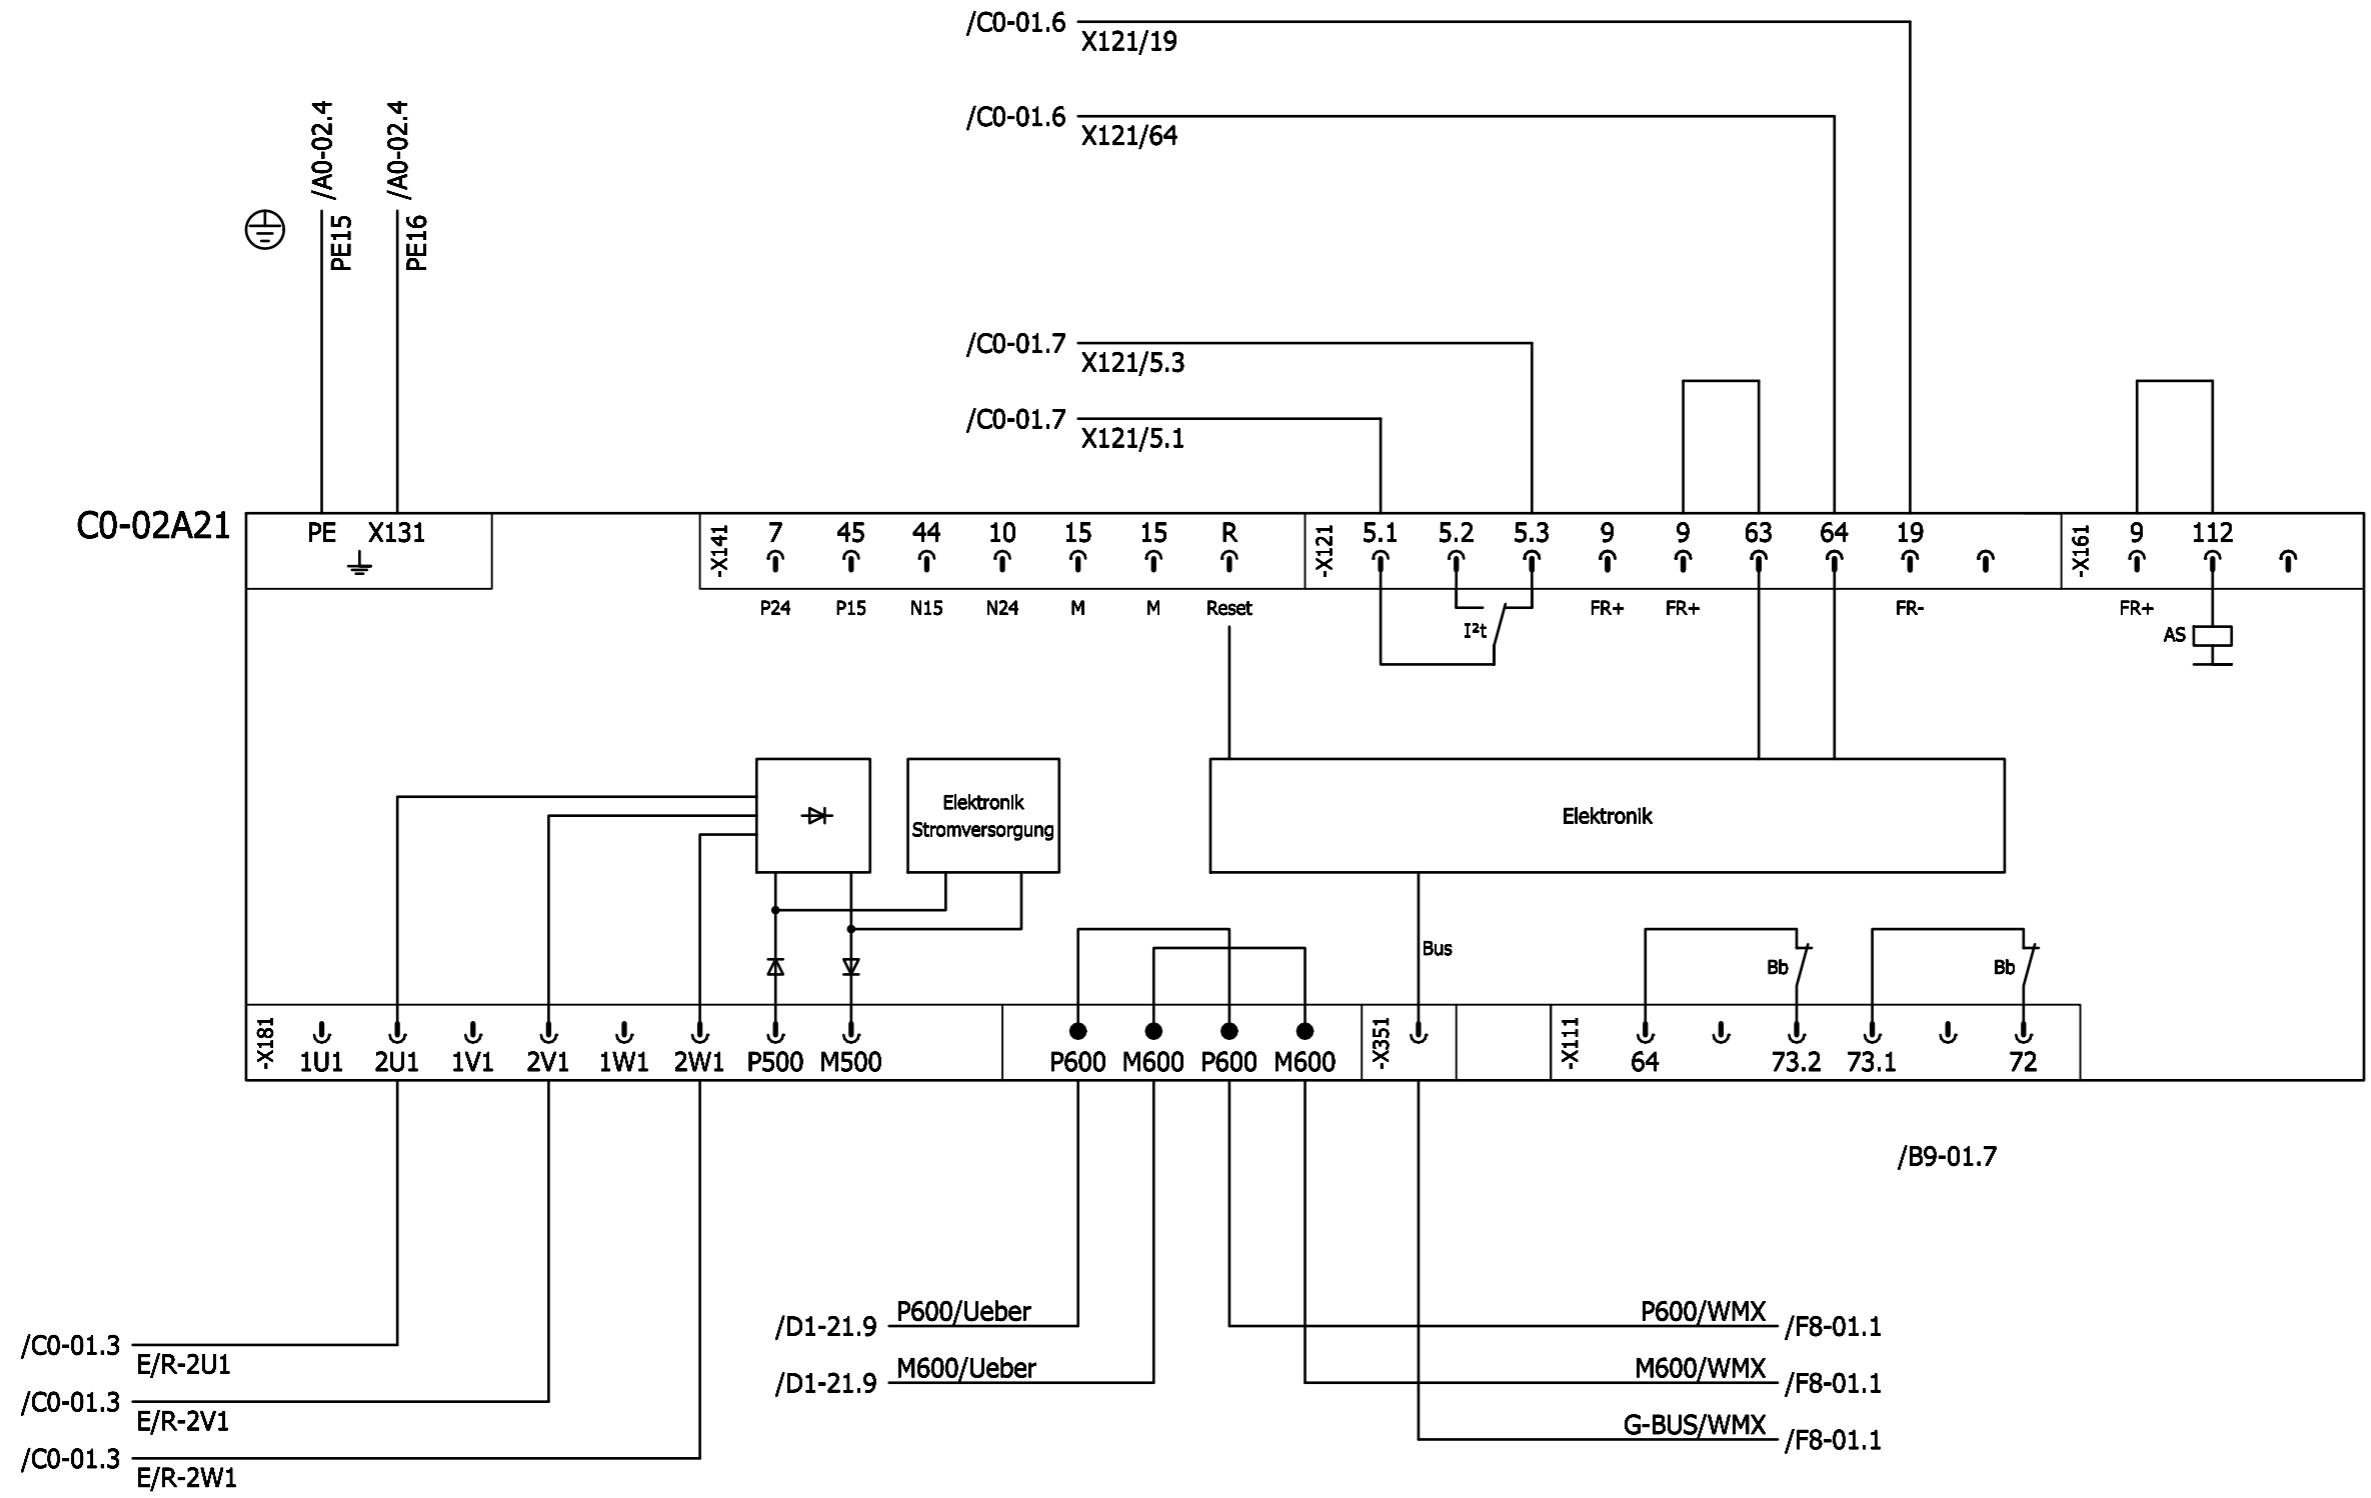 /C0-01.6
X121/19
/C0-01.6
X121/64
/A0-02.4
/A0-02.4
PE15
PE16
/C0-01.7
X121/5.3
/C0-01.7
X121/5.1
C0-02A21
PE X131
-X141 7 45 44 10 15 15 R
-X121 5.1 5.2 5.3 9 9 63 64 19
-X161 9 112
P24 P15 N15 N24 M M Reset
FR+ FR+ FR- FR+
I²t
AS
Elektronik
Stromversorgung
Elektronik
Bus
Bb
Bb
-X181 1U1 2U1 1V1 2V1 1W1 2W1 P500 M500
P600 M600 P600 M600
-X351
-X111 64 73.2 73.1 72
/B9-01.7
/D1-21.9 P600/Ueber
/D1-21.9 M600/Ueber
P600/WMX /F8-01.1
M600/WMX /F8-01.1
G-BUS/WMX /F8-01.1
/C0-01.3
E/R-2U1
/C0-01.3
E/R-2V1
/C0-01.3
E/R-2W1